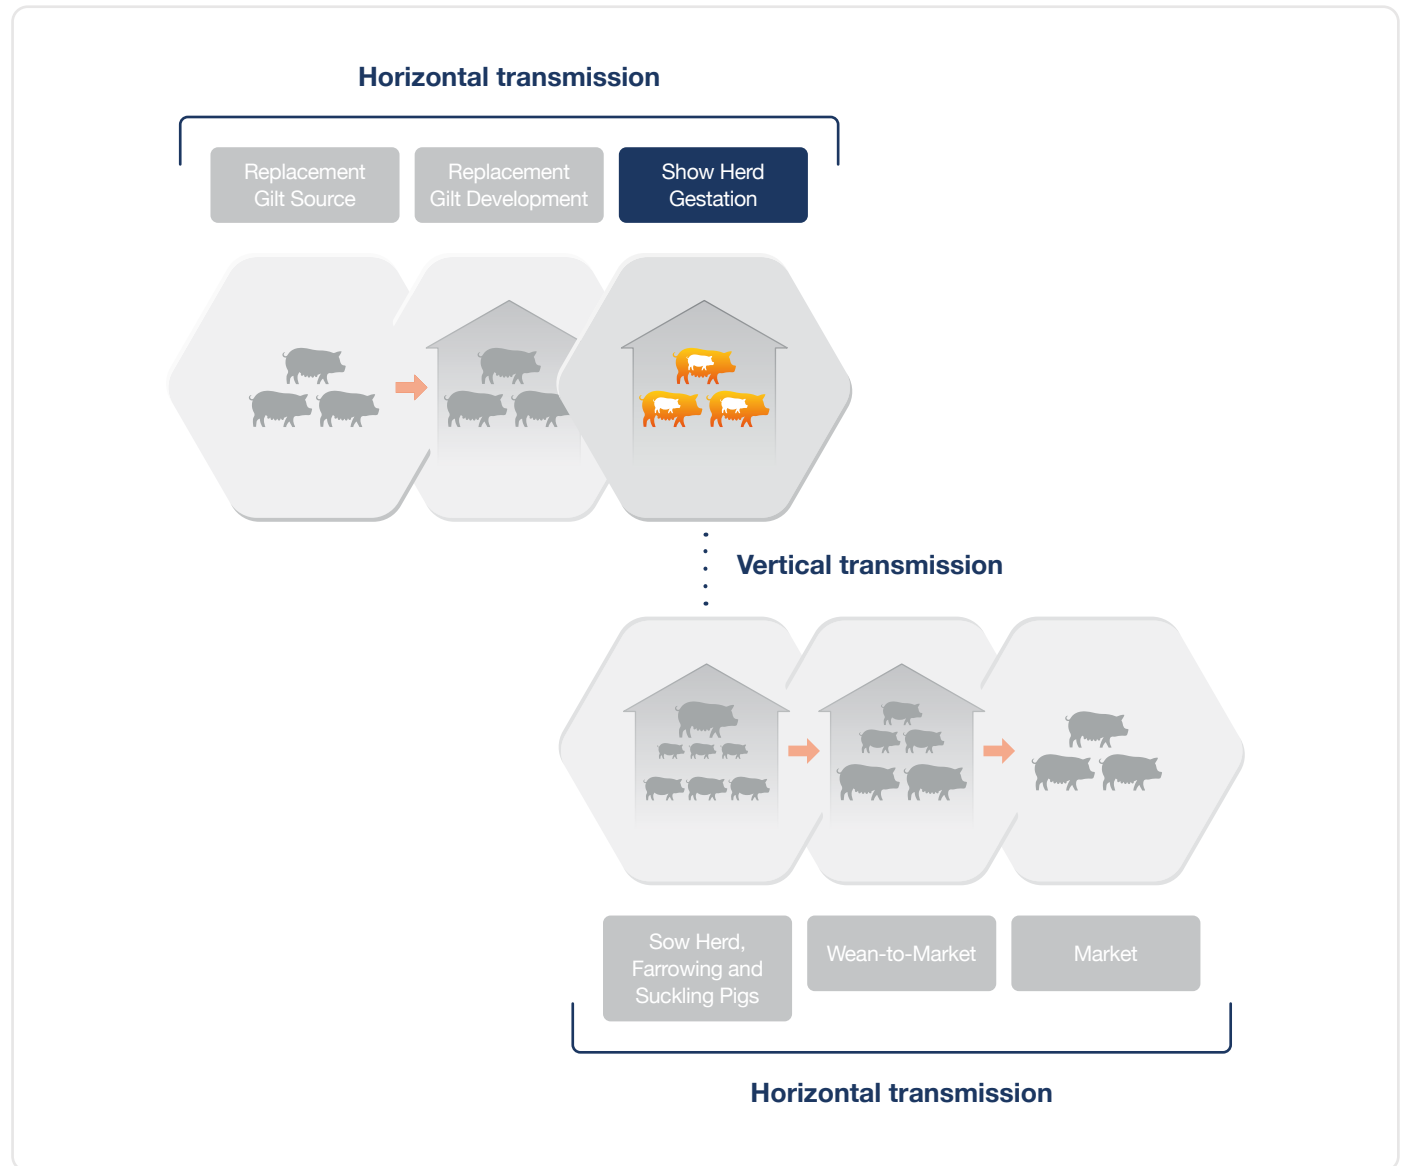 Horizontal transmission
Replacement
Gilt Source
Replacement
Gilt Development
Show Herd
Gestation
Vertical transmission
Sow Herd,
Farrowing and
Suckling Pigs
Wean-to-Market
Market
Horizontal transmission